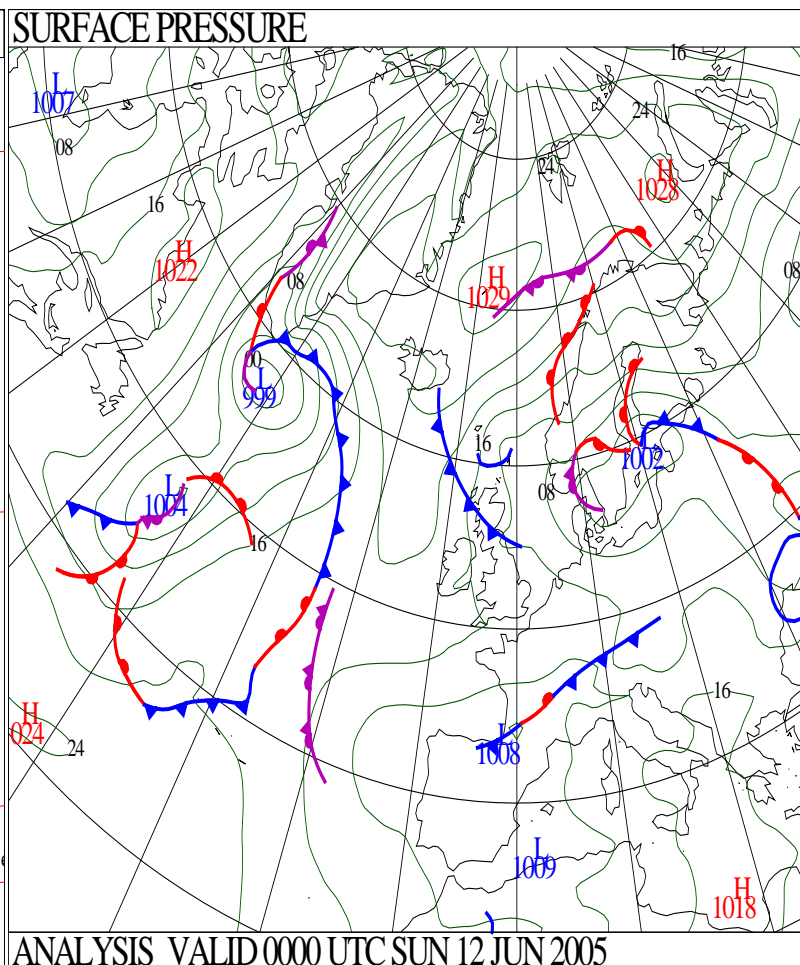 SURFACE PRESSURE
16
L
1007
24
08
24
H
1028
16
H
1022
H
1029
08
08
00
L
999
16
L
1002
L
1004
08
16
16
H
024
24
L
1008
L
1009
H
1018
ANALYSIS VALID 0000 UTC SUN 12 JUN 2005